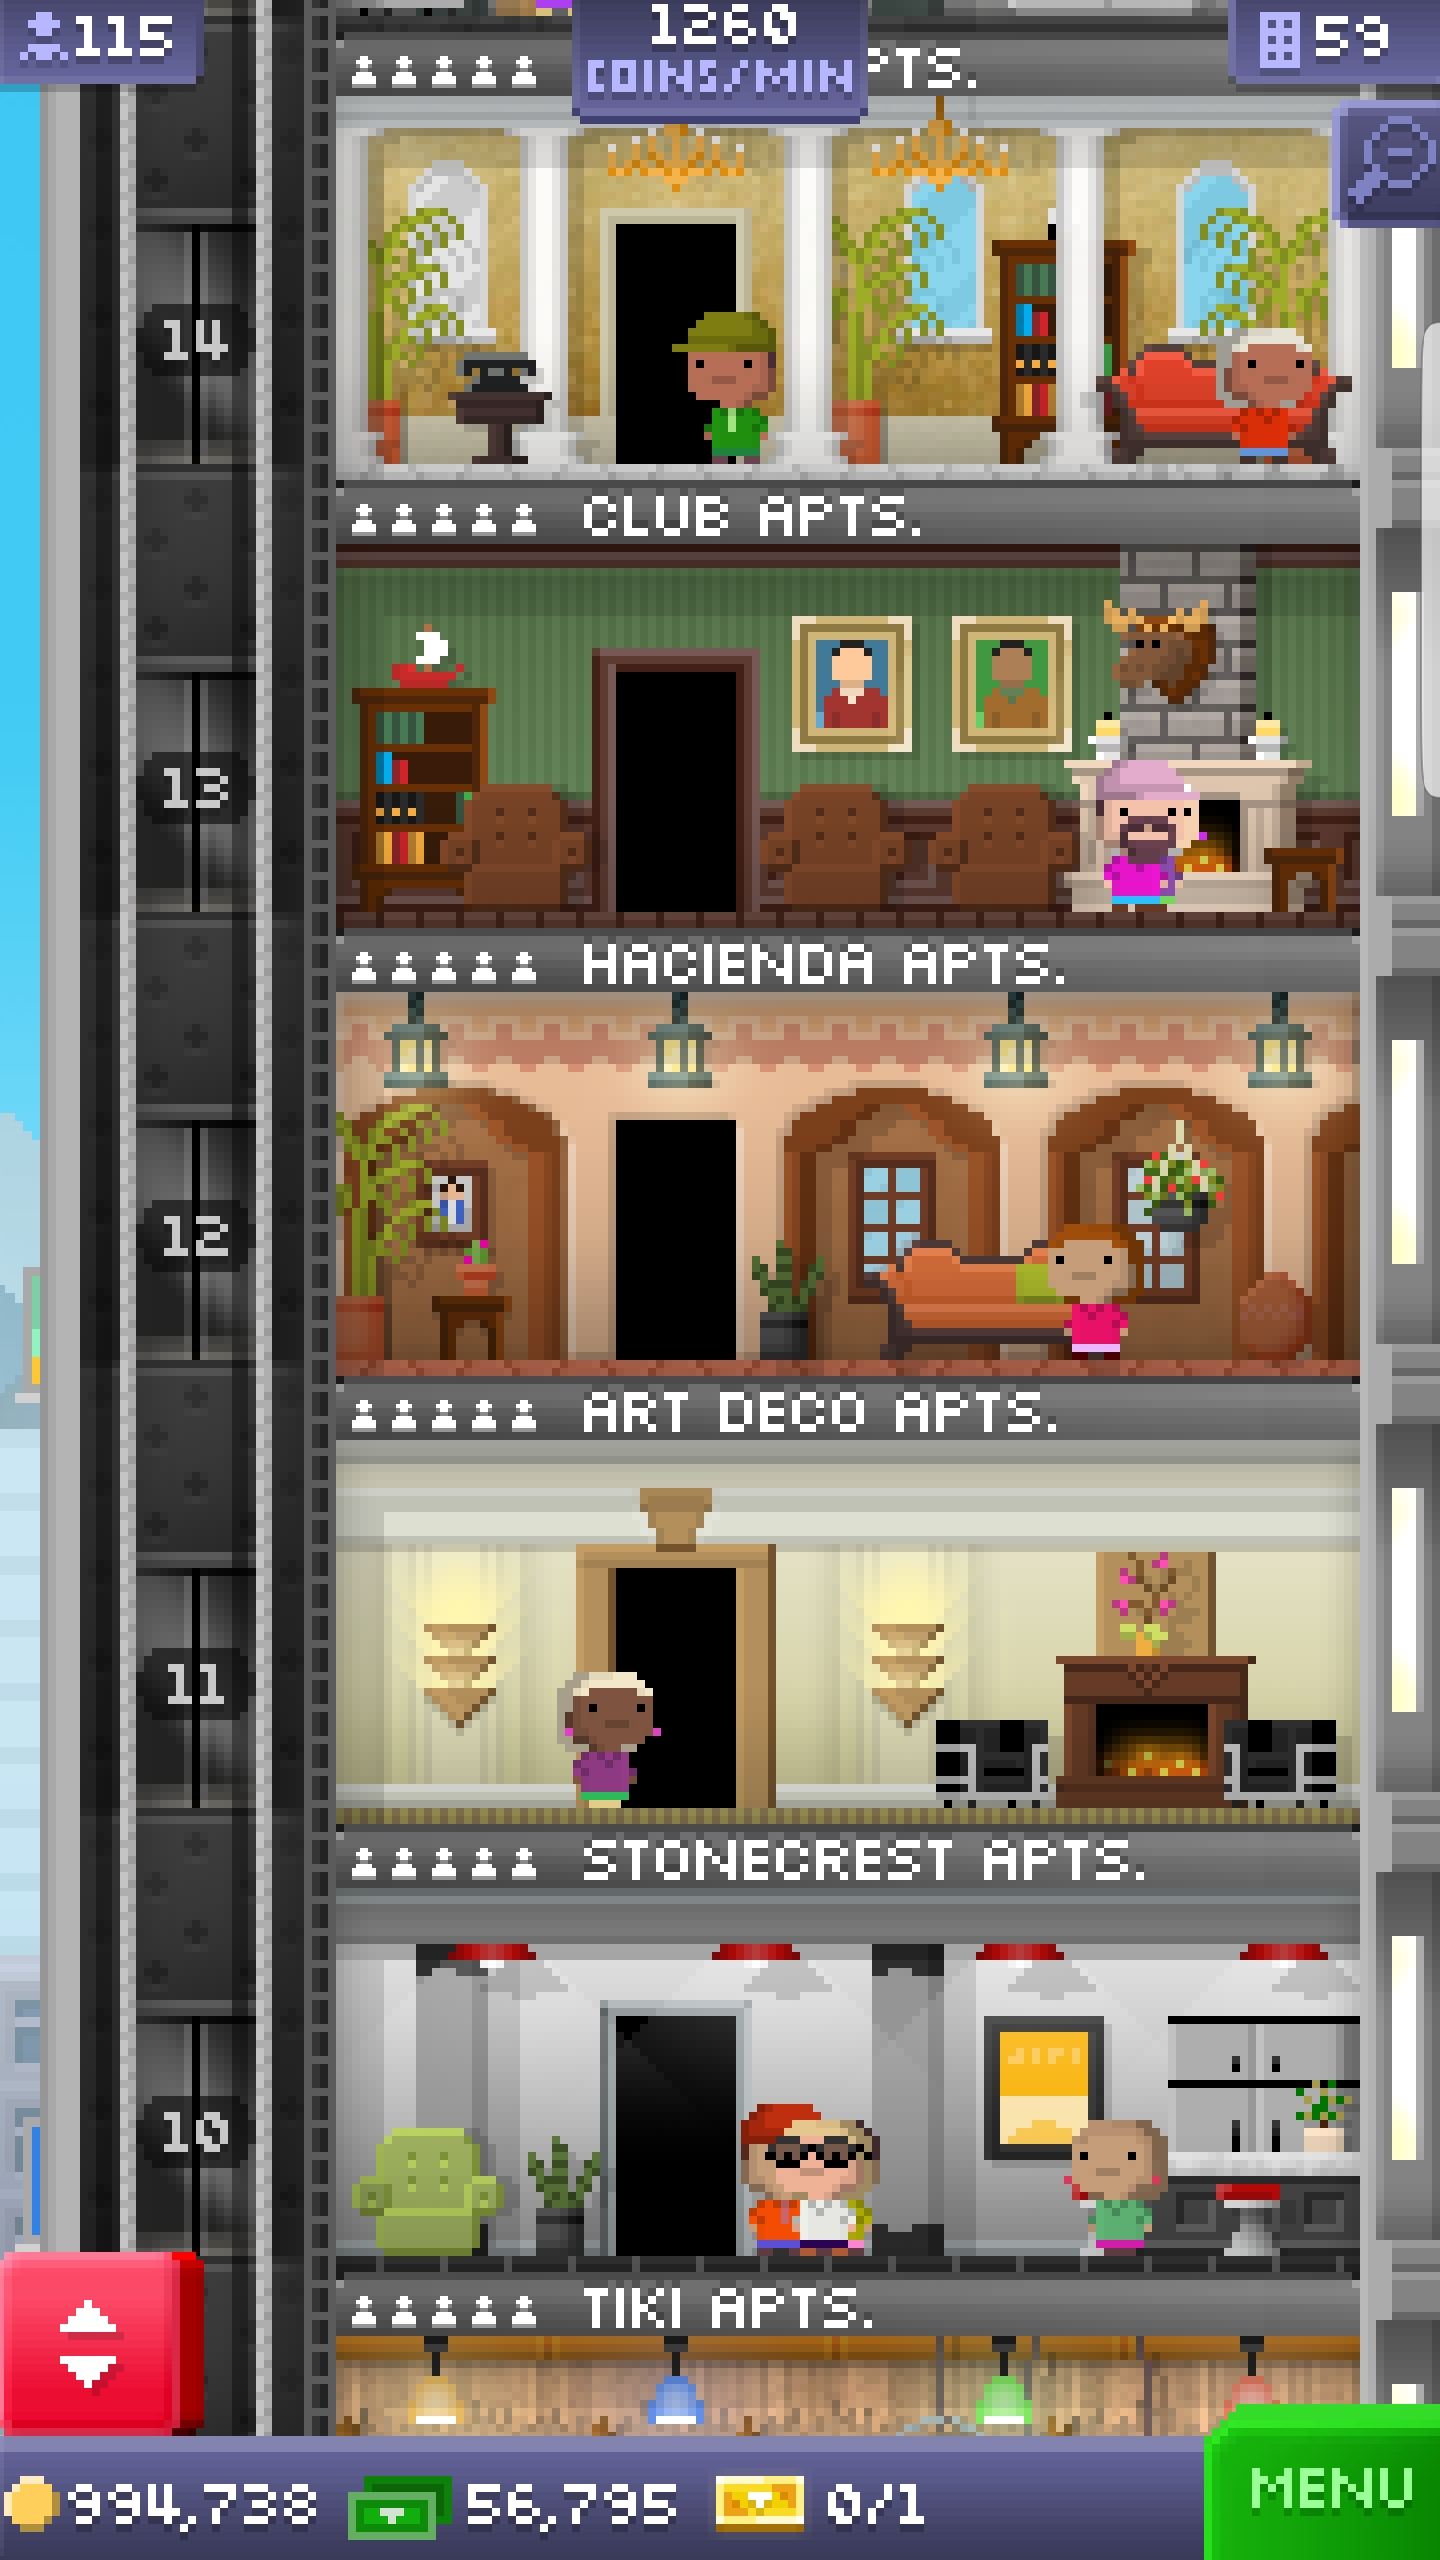 115
1260
COINS/MIN
59
PTS.
14
CLUB APTS.
13
HACIENDA APTS.
12
ART DECO APTS.
11
STONECREST APTS.
10
TIKI APTS.
994,738
56,795
0/1
MENU